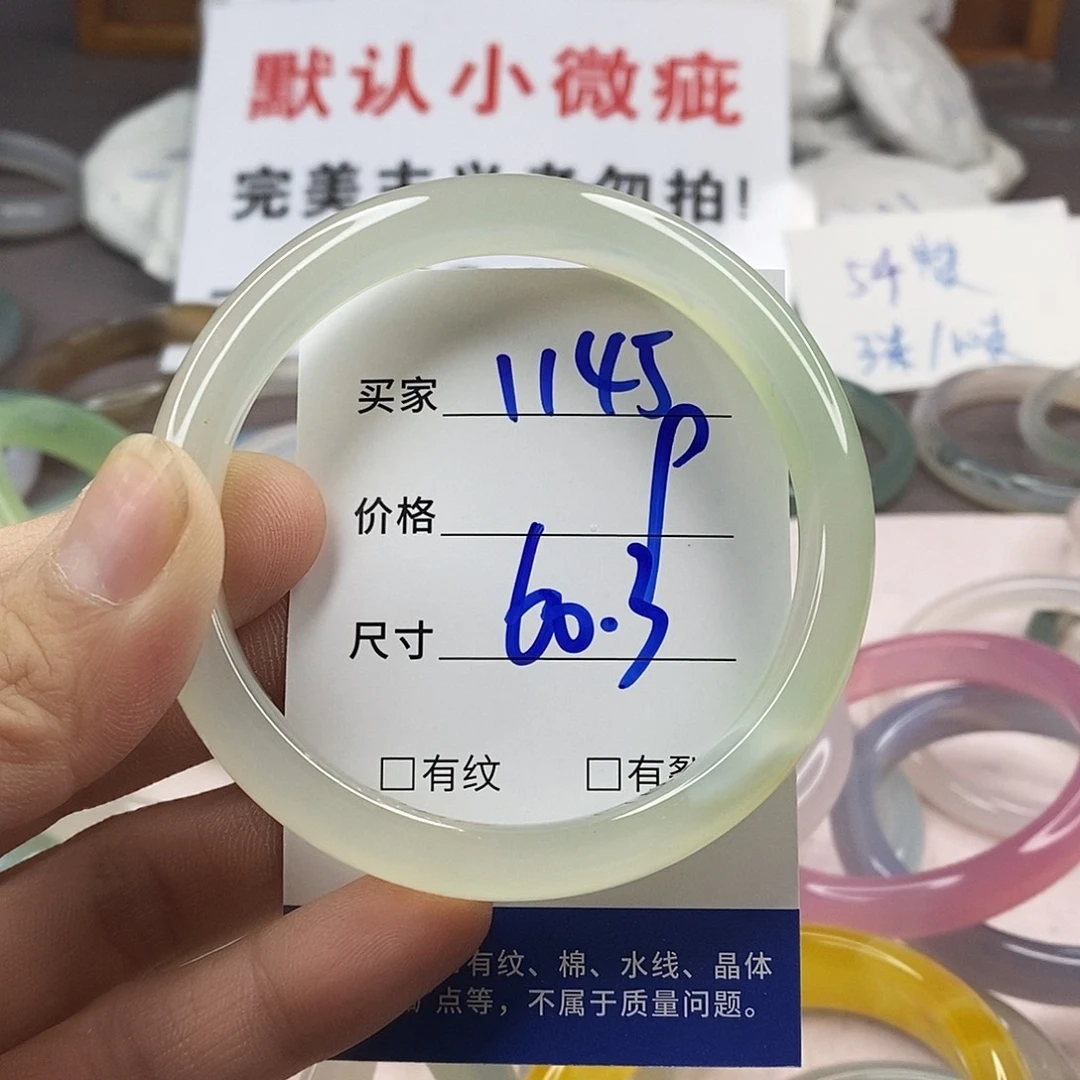 默认小微疵
完美主义者勿拍!
54
买家 1145
价格
尺寸 60.3
□有纹 □有裂
有纹、棉、水线、晶体
点等，不属于质量问题。